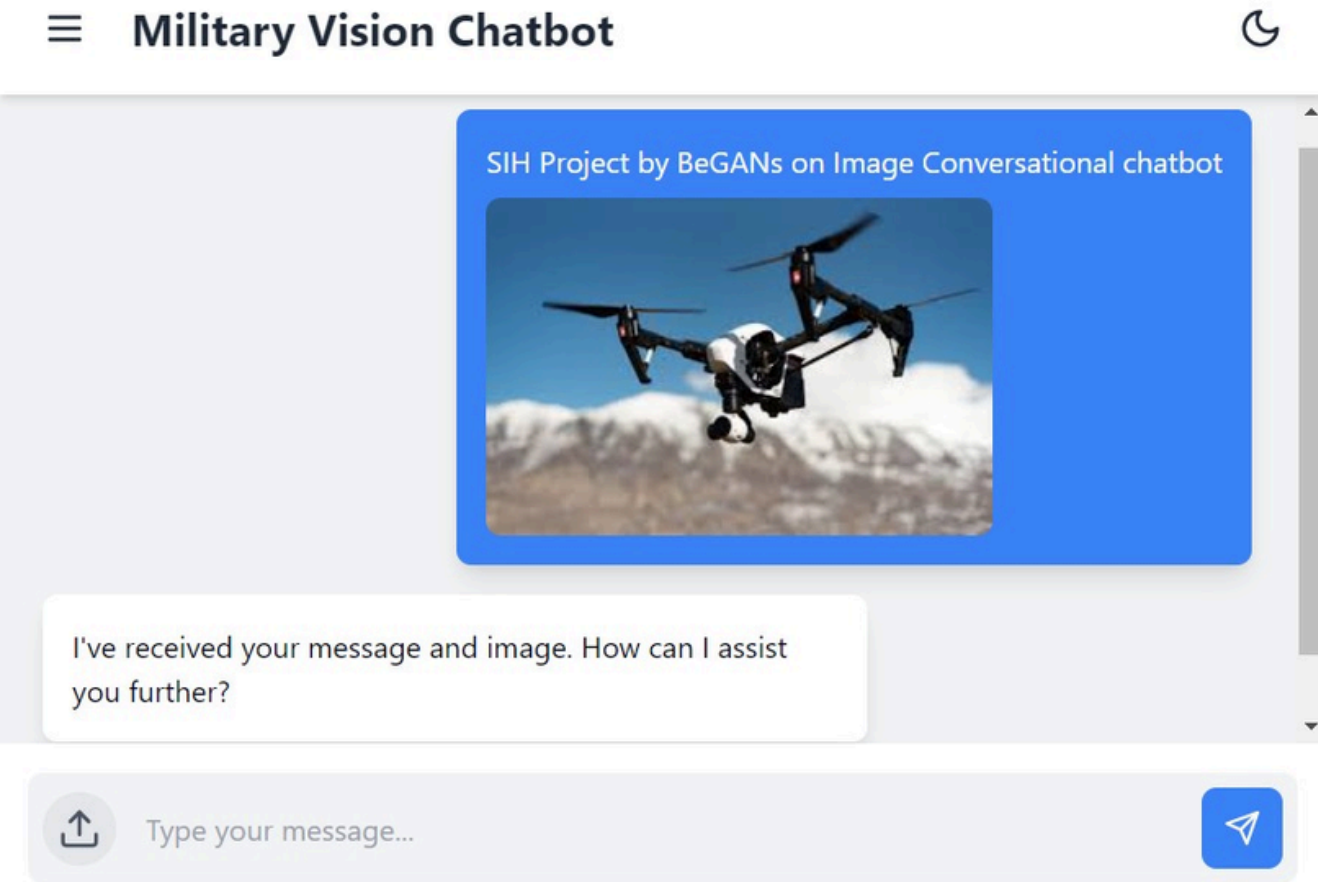 Military Vision Chatbot
SIH Project by BeGANs on Image Conversational chatbot
I've received your message and image. How can I assist
you further?
Type your message...